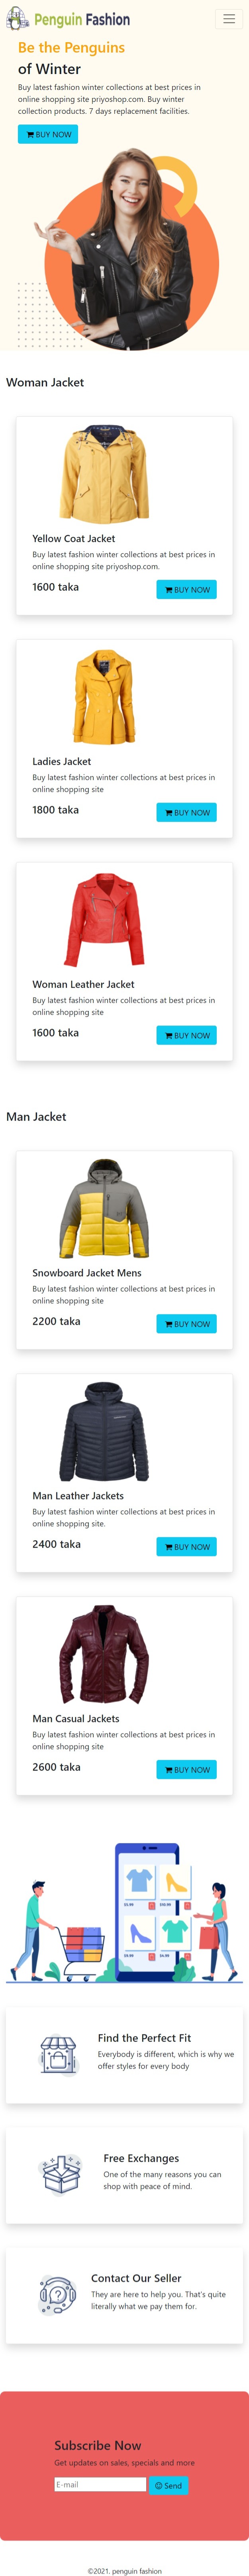 Penguin Fashion
Be the Penguins
of Winter
Buy latest fashion winter collections at best prices in
online shopping site priyoshop.com. Buy winter
collection products. 7 days replacement facilities.
BUY NOW
Woman Jacket
Yellow Coat Jacket
Buy latest fashion winter collections at best prices in
online shopping site priyoshop.com.
1600 taka
BUY NOW
Ladies Jacket
Buy latest fashion winter collections at best prices in
online shopping site
1800 taka
BUY NOW
Woman Leather Jacket
Buy latest fashion winter collections at best prices in
online shopping site
1600 taka
BUY NOW
Man Jacket
Snowboard Jacket Mens
Buy latest fashion winter collections at best prices in
online shopping site
2200 taka
BUY NOW
Man Leather Jackets
Buy latest fashion winter collections at best prices in
online shopping site.
2400 taka
BUY NOW
Man Casual Jackets
Buy latest fashion winter collections at best prices in
online shopping site
2600 taka
BUY NOW
Find the Perfect Fit
Everybody is different, which is why we
offer styles for every body
Free Exchanges
One of the many reasons you can
shop with peace of mind.
Contact Our Seller
They are here to help you. That's quite
literally what we pay them for.
Subscribe Now
Get updates on sales, specials and more
E-mail
Send
©2021. penguin fashion